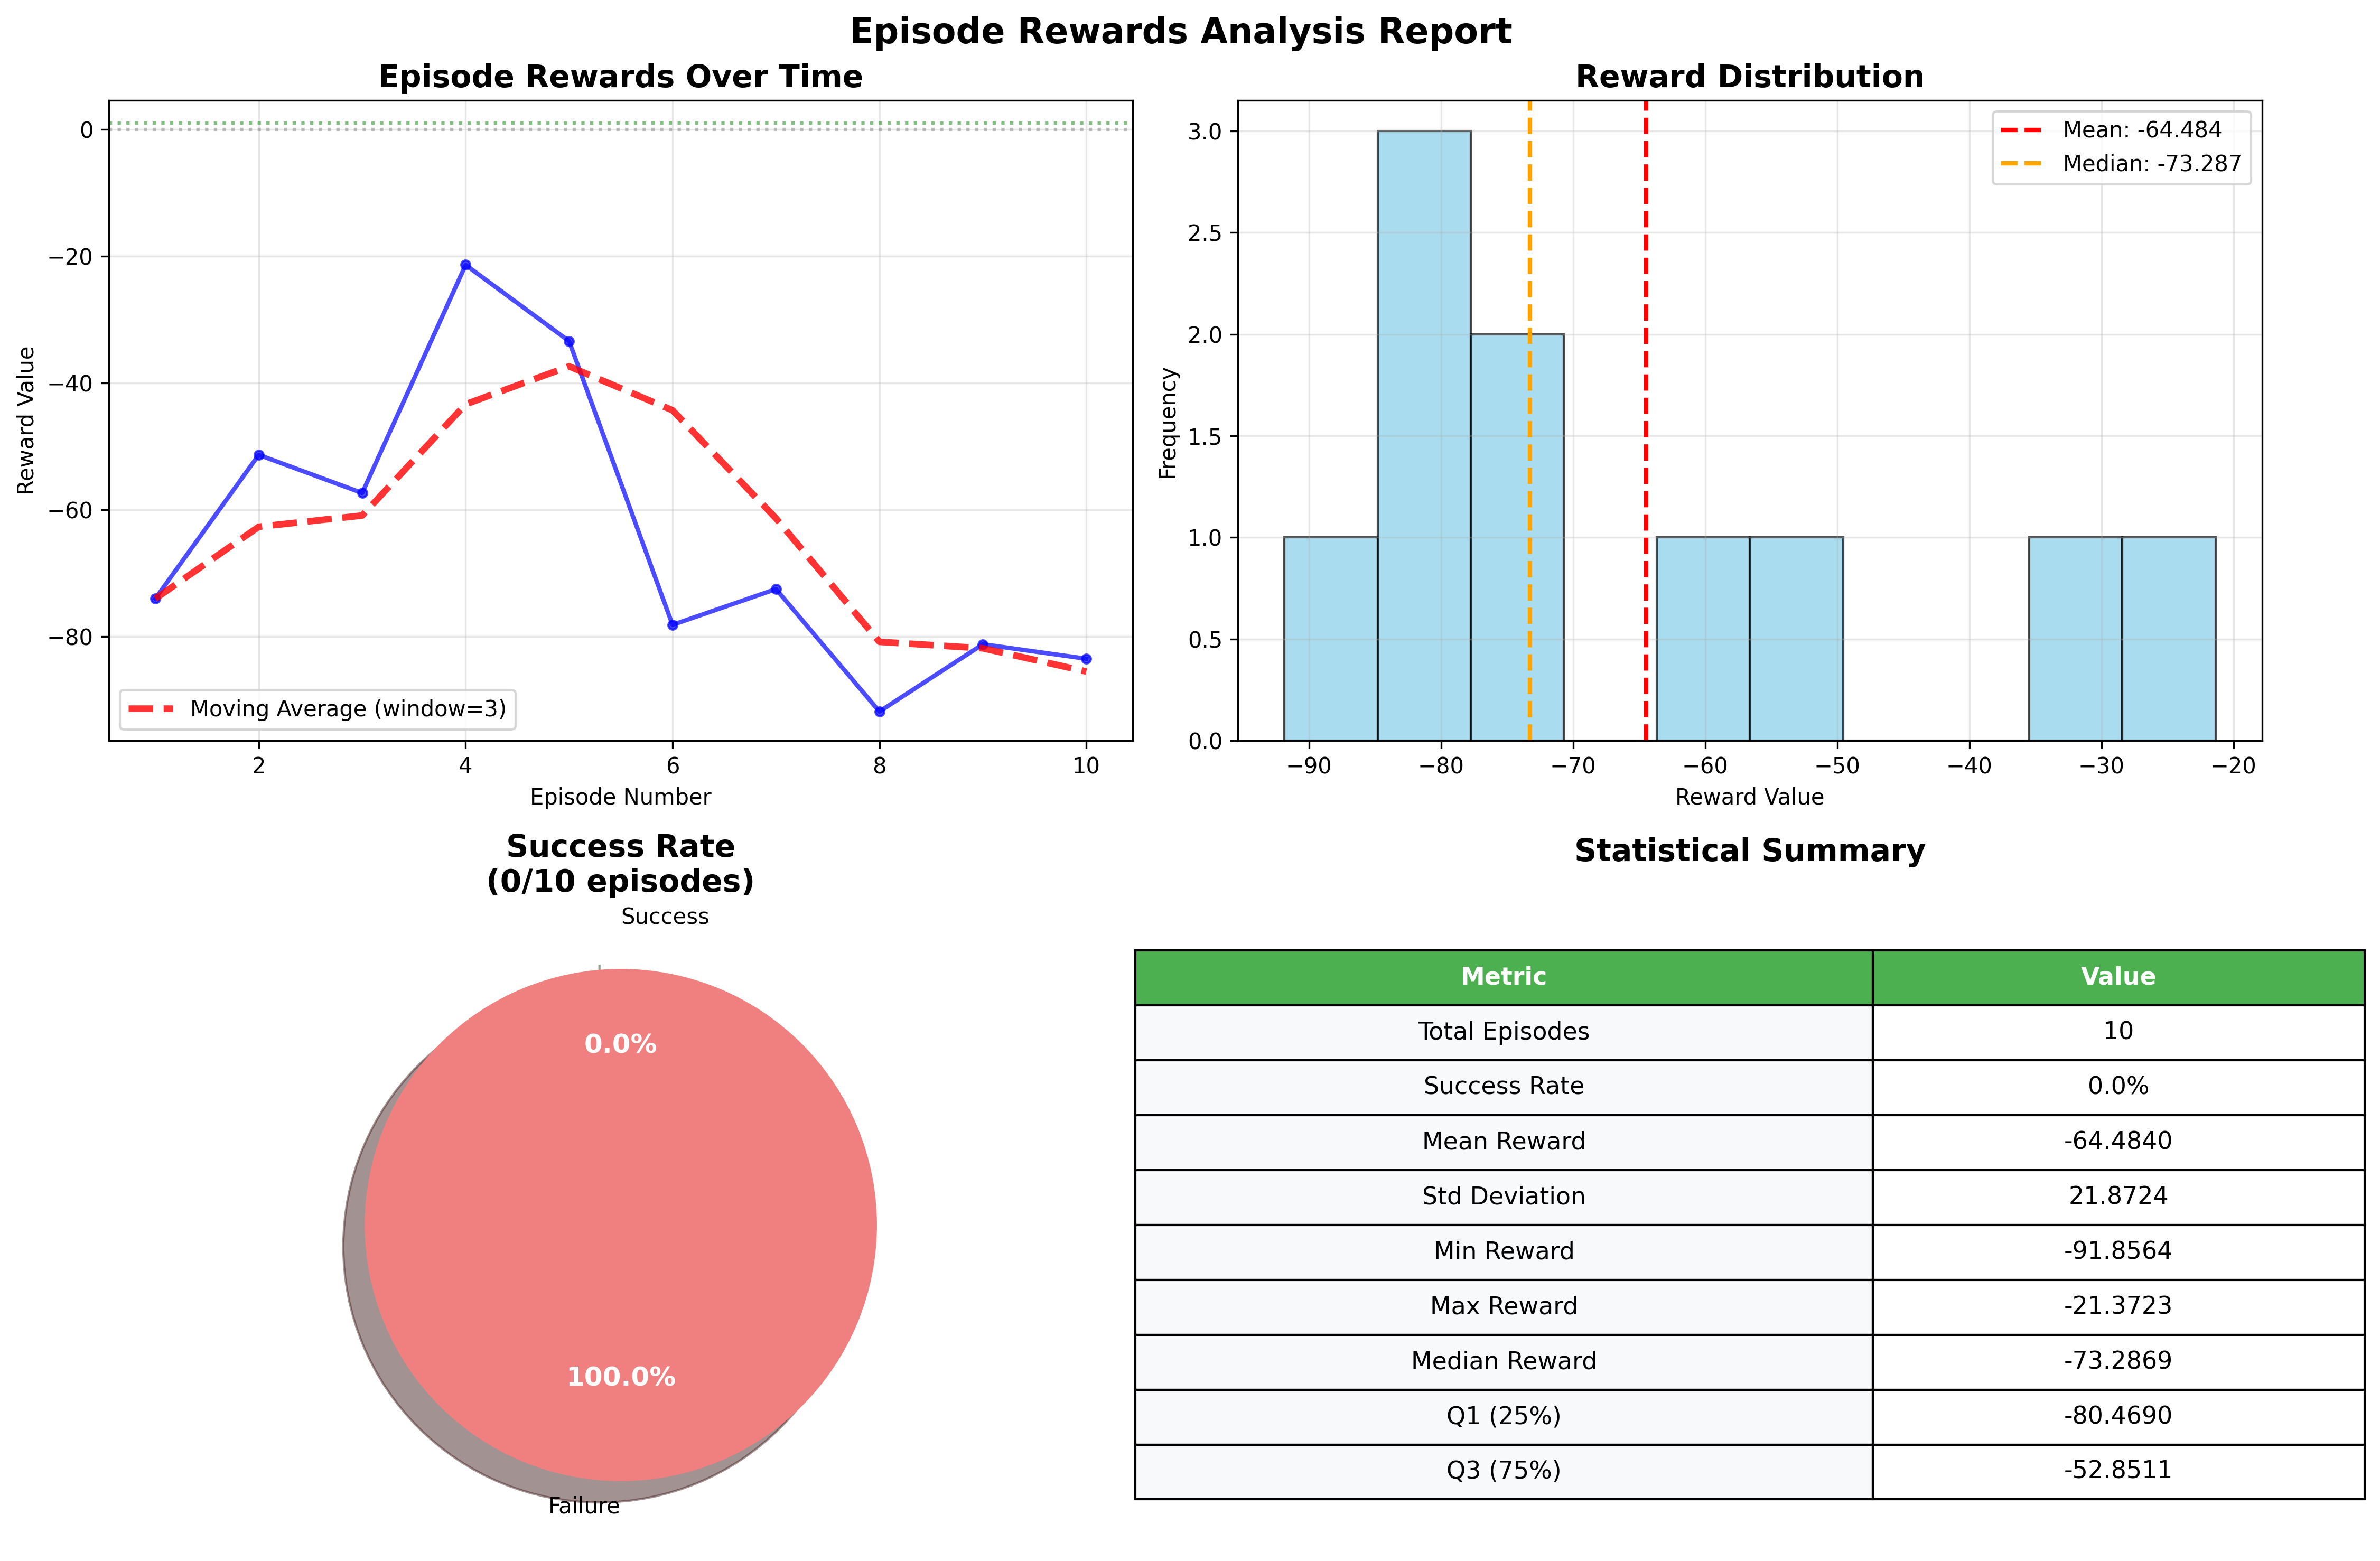 Episode Rewards Analysis Report
Episode Rewards Over Time
Reward Value
0
−20
−40
−60
−80
Moving Average (window=3)
2 4 6 8 10
Episode Number
Reward Distribution
Frequency
3.0
2.5
2.0
1.5
1.0
0.5
0.0
Mean: -64.484
Median: -73.287
−90 −80 −70 −60 −50 −40 −30 −20
Reward Value
Success Rate
(0/10 episodes)
Success
0.0%
100.0%
Failure
Statistical Summary
Metric Value
Total Episodes 10
Success Rate 0.0%
Mean Reward -64.4840
Std Deviation 21.8724
Min Reward -91.8564
Max Reward -21.3723
Median Reward -73.2869
Q1 (25%) -80.4690
Q3 (75%) -52.8511